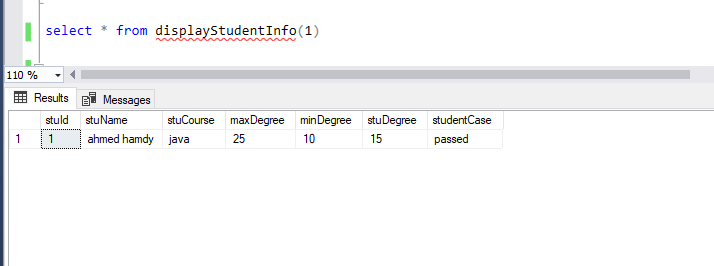 select * from displayStudentInfo(1)
110 %
Results Messages
stuId stuName stuCourse maxDegree minDegree stuDegree studentCase
1 1 ahmed hamdy java 25 10 15 passed